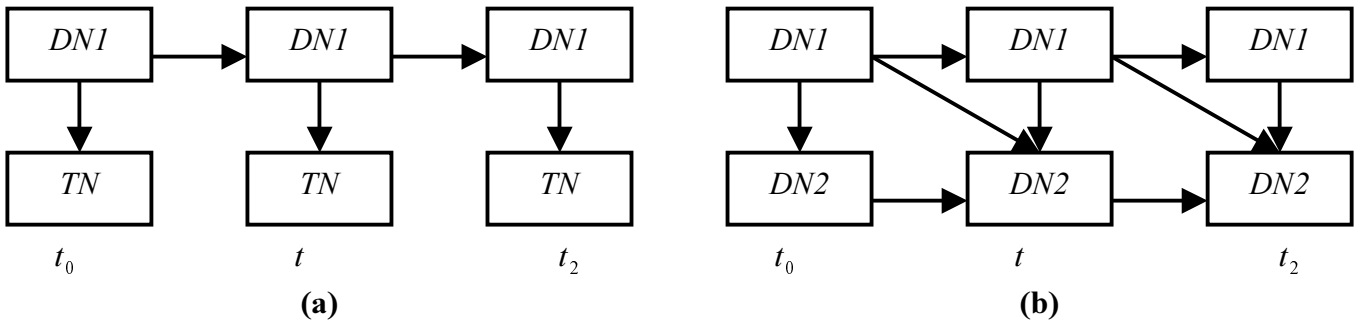 DN1 DN1 DN1 DN1 DN1 DN1
TN TN TN DN2 DN2 DN2
t₀ t t₂ t₀ t t₂
(a) (b)